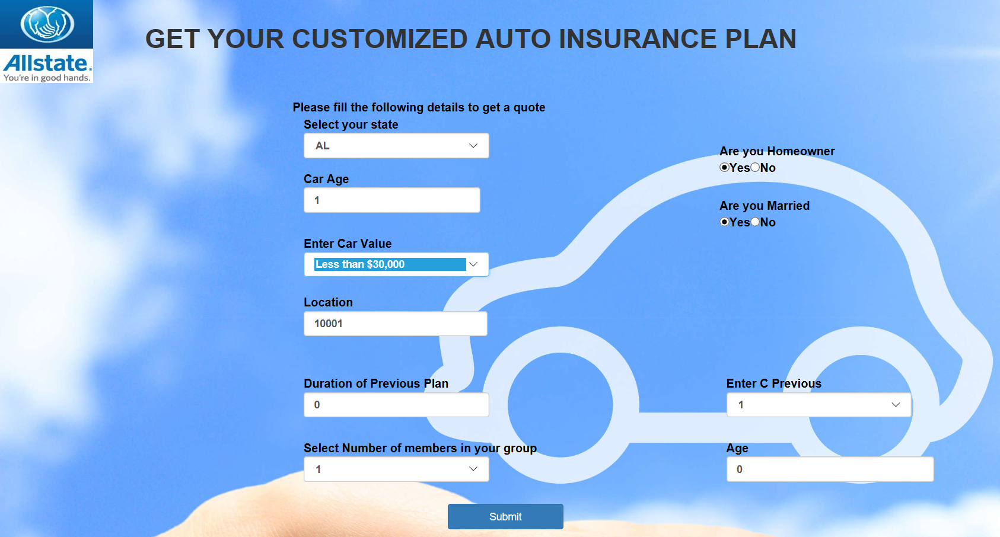 Allstate.
You're in good hands.
GET YOUR CUSTOMIZED AUTO INSURANCE PLAN
Please fill the following details to get a quote
Select your state
AL
Are you Homeowner
Yes No
Car Age
1
Are you Married
Yes No
Enter Car Value
Less than $30,000
Location
10001
Duration of Previous Plan
0
Enter C Previous
1
Select Number of members in your group
1
Age
0
Submit